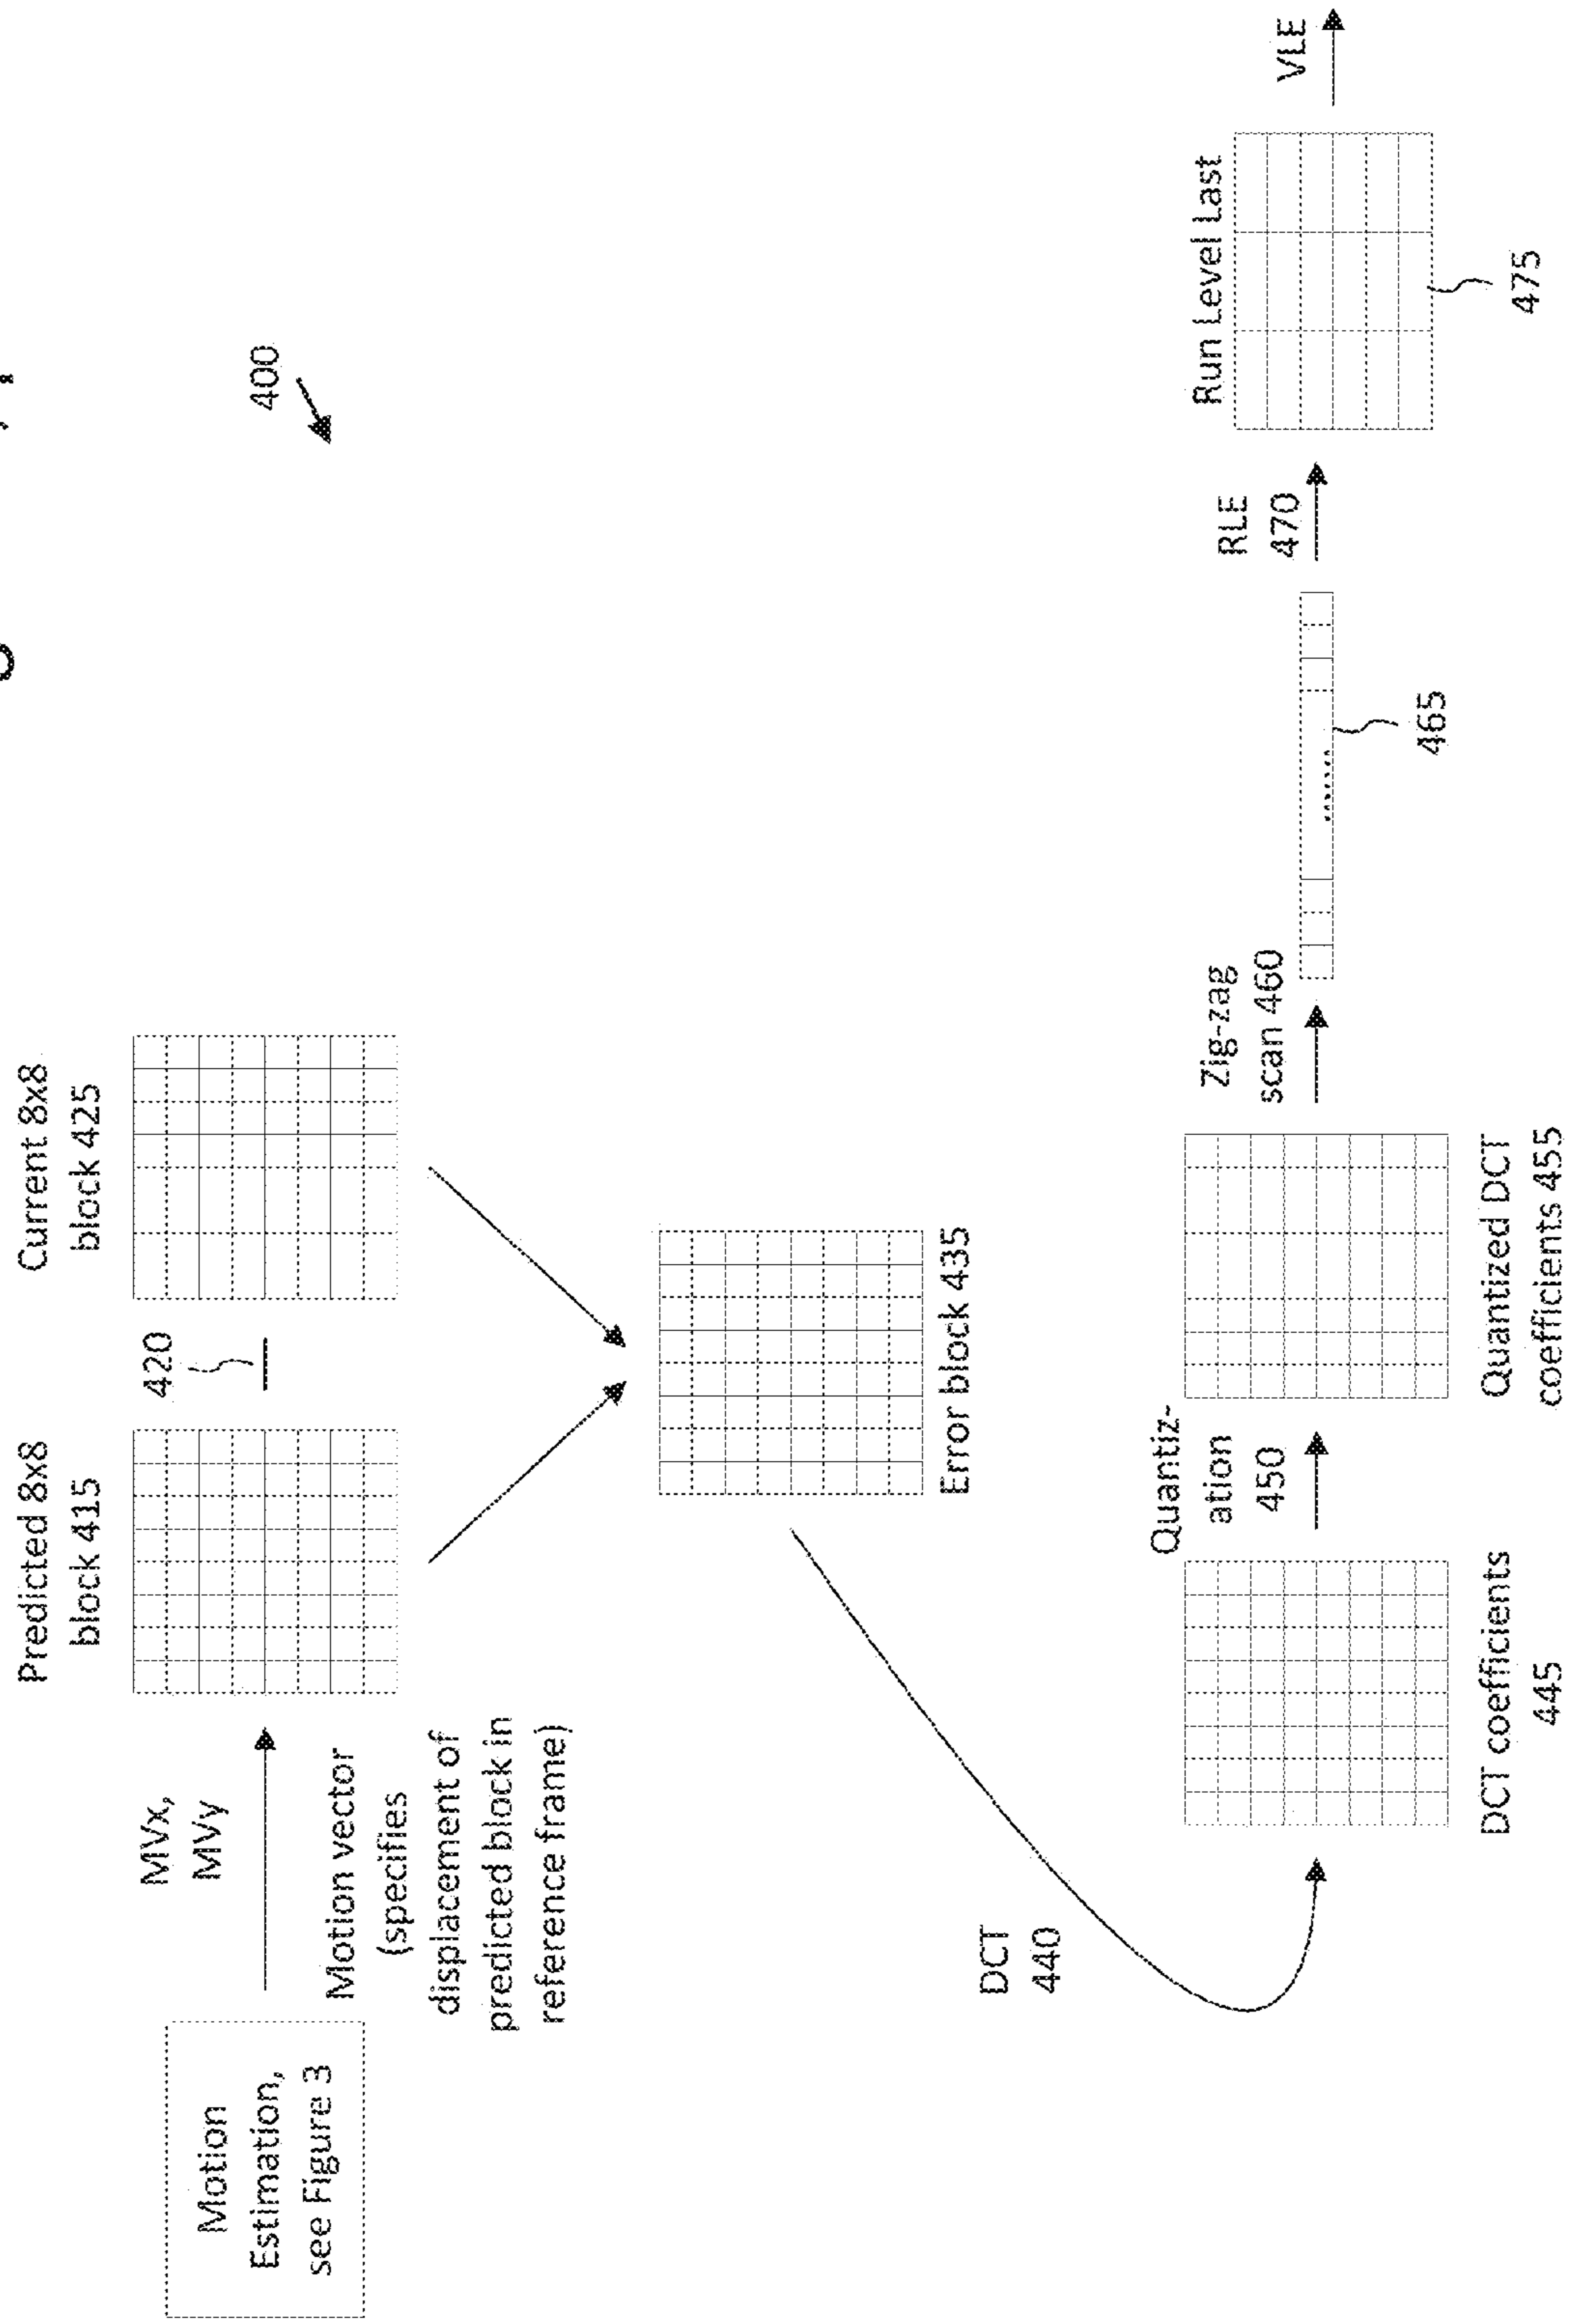 400
Motion
Estimation,
see Figure 3
MVx,
MVy
Motion vector
(specifies
displacement of
predicted block in
reference frame)
Predicted 8x8
block 415
420
Current 8x8
block 425
Error block 435
DCT
440
DCT coefficients
445
Quantiz-
ation
450
Quantized DCT
coefficients 455
Zig-zag
scan 460
465
RLE
470
Run Level Last
475
VLE